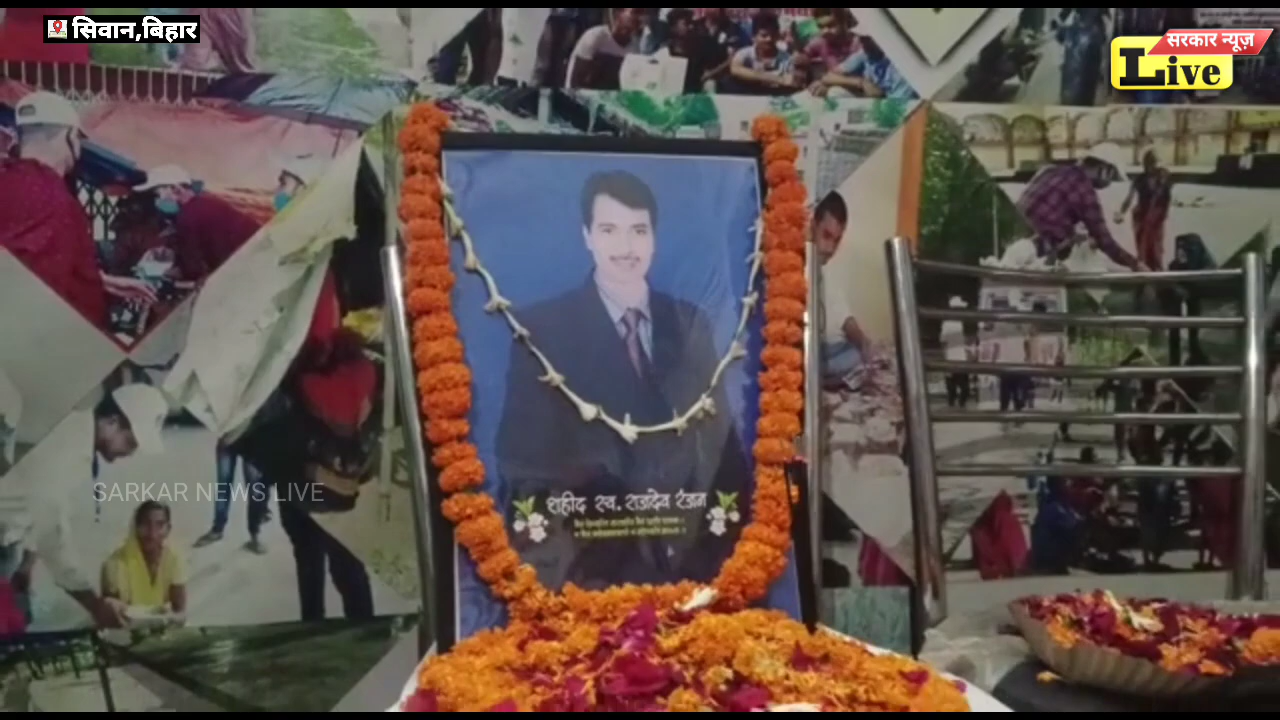 सिवान,बिहार
सरकार न्यूज़
Live
SARKAR NEWS LIVE
शहीद स्व. राजदेव रंजन